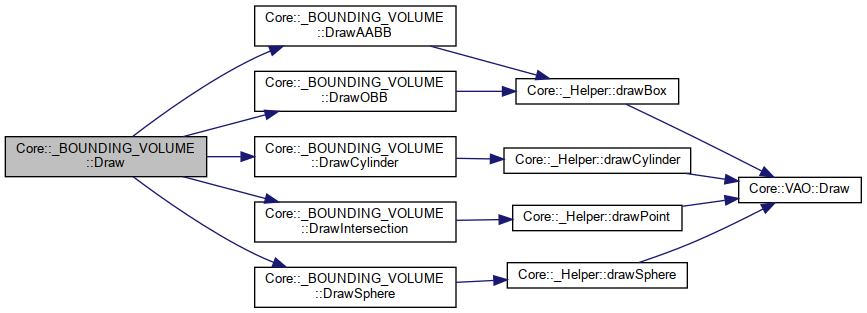 Core::_BOUNDING_VOLUME
::Draw
Core::_BOUNDING_VOLUME
::DrawAABB
Core::_BOUNDING_VOLUME
::DrawOBB
Core::_BOUNDING_VOLUME
::DrawCylinder
Core::_BOUNDING_VOLUME
::DrawIntersection
Core::_BOUNDING_VOLUME
::DrawSphere
Core::_Helper::drawBox
Core::_Helper::drawCylinder
Core::_Helper::drawPoint
Core::_Helper::drawSphere
Core::VAO::Draw